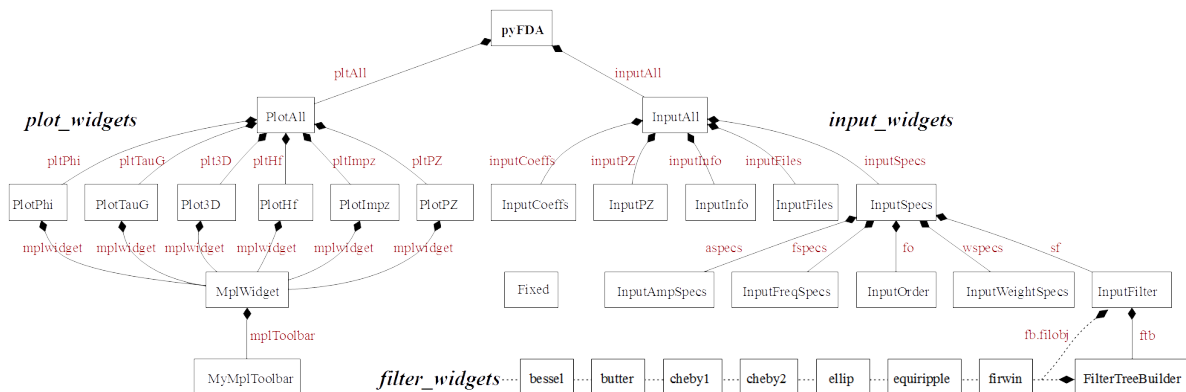 pyFDA
pltAll inputAll
plot_widgets PlotAll InputAll input_widgets
pltPhi pltTauG plt3D pltHf pltImpz pltPZ inputCoeffs inputPZ inputInfo inputFiles inputSpecs
PlotPhi PlotTauG Plot3D PlotHf PlotImpz PlotPZ InputCoeffs InputPZ InputInfo InputFiles InputSpecs
mplwidget mplwidget mplwidget mplwidget mplwidget mplwidget aspecs fspecs fo wspecs sf
MplWidget Fixed InputAmpSpecs InputFreqSpecs InputOrder InputWeightSpecs InputFilter
mplToolbar fb.filobj ftb
MyMplToolbar filter_widgets bessel butter cheby1 cheby2 ellip equiripple firwin FilterTreeBuilder